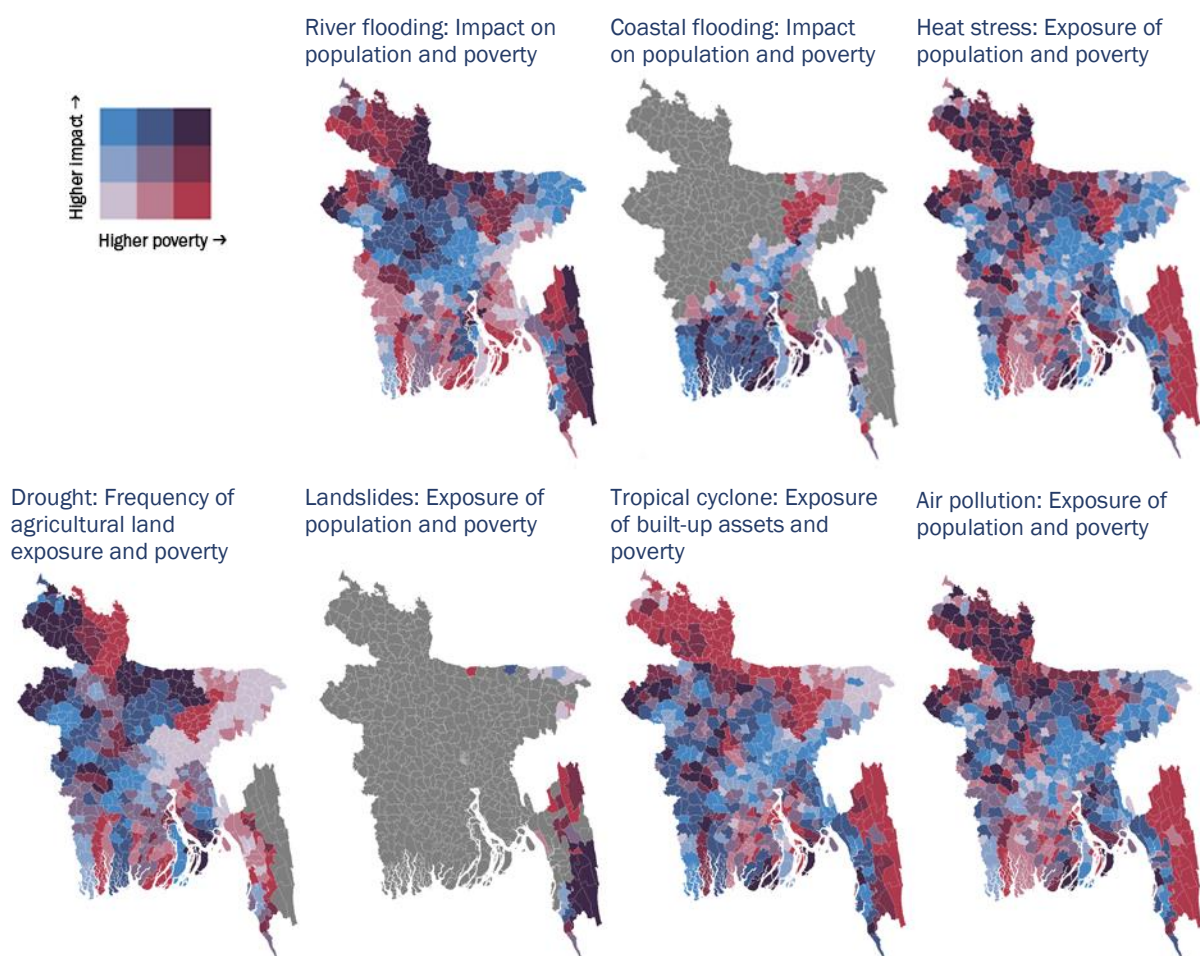 River flooding: Impact on
population and poverty
Coastal flooding: Impact
on population and poverty
Heat stress: Exposure of
population and poverty
Higher impact →
Higher poverty →
Drought: Frequency of
agricultural land
exposure and poverty
Landslides: Exposure of
population and poverty
Tropical cyclone: Exposure
of built-up assets and
poverty
Air pollution: Exposure of
population and poverty